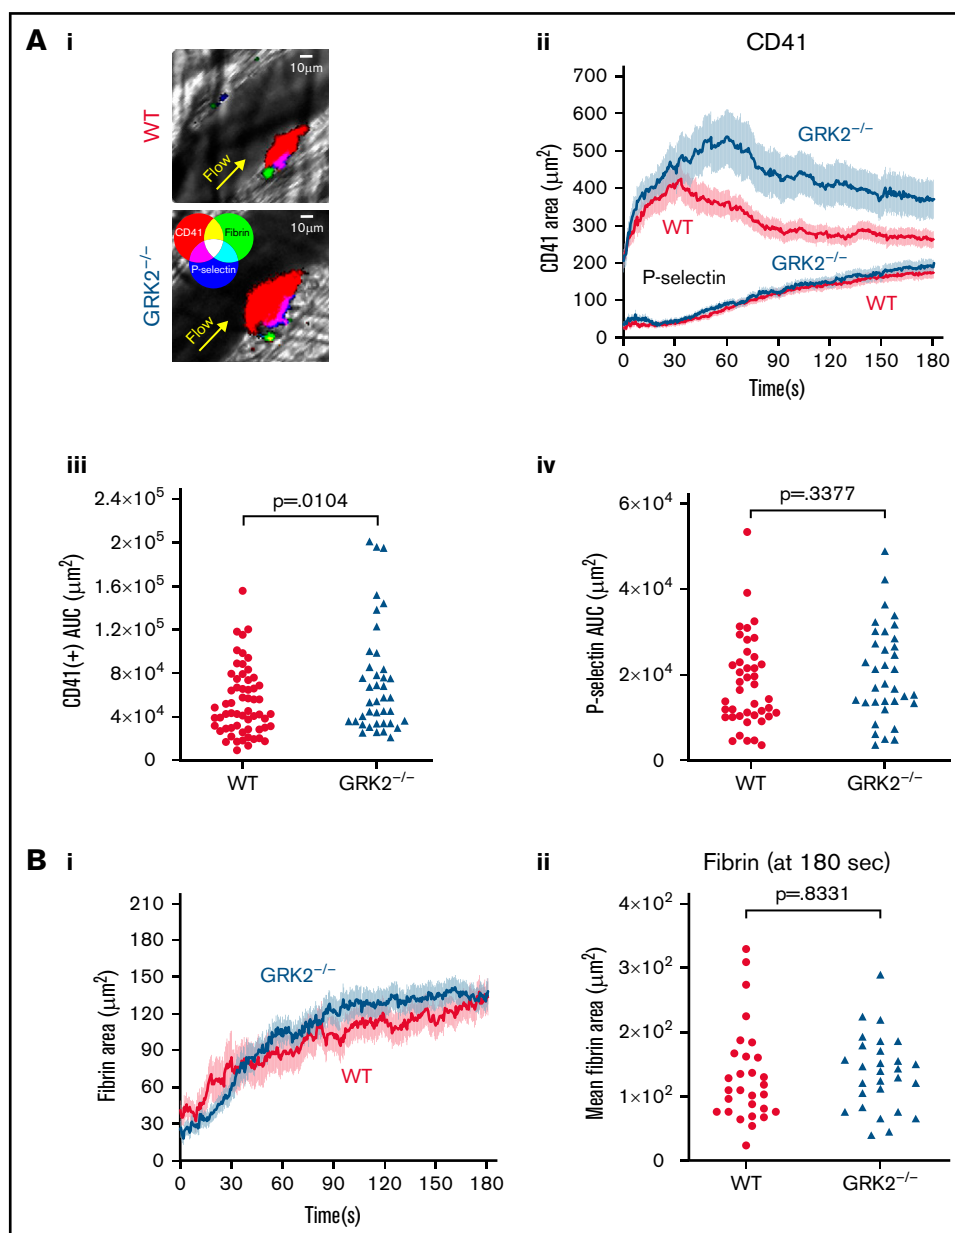 A
i
WT
10μm
Flow
GRK2−/−
10μm
CD41
Fibrin
P-selectin
Flow
ii
CD41
700
600
500
400
300
200
100
0
CD41 area (μm2)
GRK2−/−
WT
P-selectin
GRK2−/−
WT
0 30 60 90 120 150 180
Time(s)
iii
2.4×10⁵
2×10⁵
1.6×10⁵
1.2×10⁵
8×10⁴
4×10⁴
0
CD41(+) AUC (μm2)
p=.0104
WT GRK2−/−
iv
6×10⁴
4×10⁴
2×10⁴
0
P-selectin AUC (μm2)
p=.3377
WT GRK2−/−
B
i
210
180
150
120
90
60
30
0
Fibrin area (μm2)
GRK2−/−
WT
0 30 60 90 120 150 180
Time(s)
ii
Fibrin (at 180 sec)
4×10²
3×10²
2×10²
1×10²
0
Mean fibrin area (μm2)
p=.8331
WT GRK2−/−